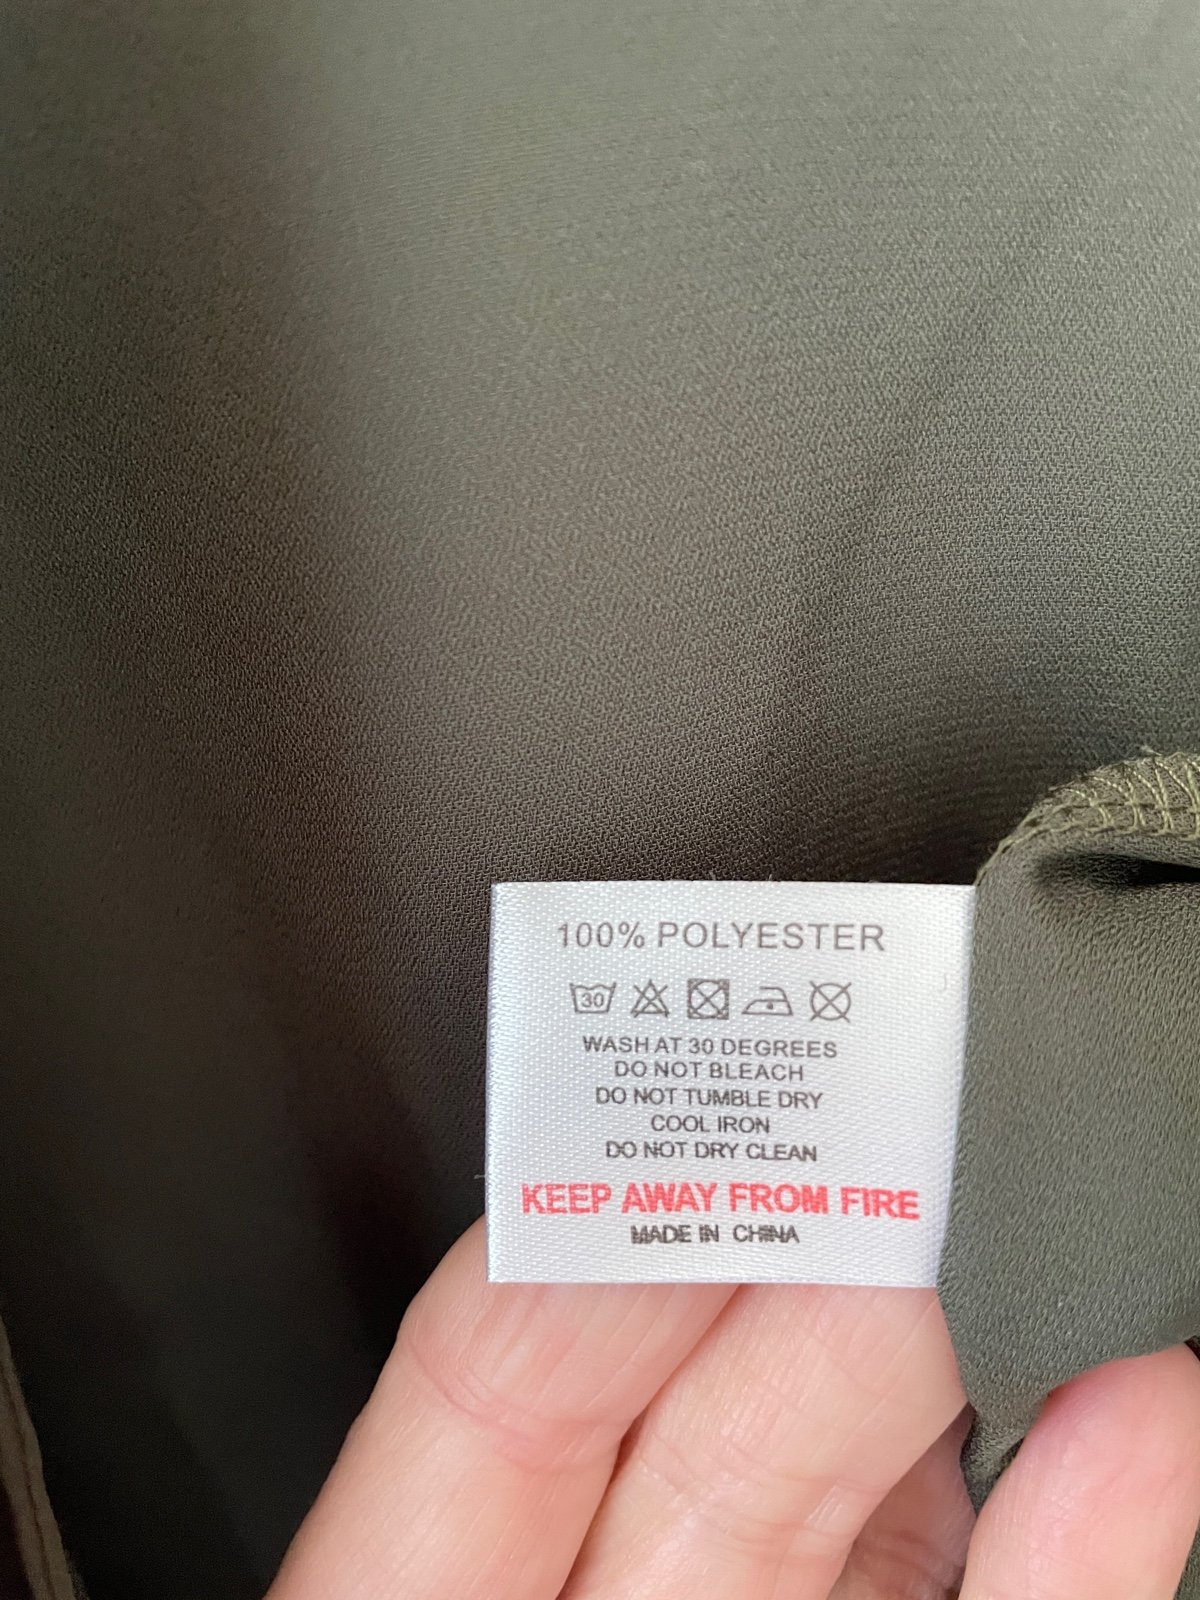 100% POLYESTER
30
WASH AT 30 DEGREES
DO NOT BLEACH
DO NOT TUMBLE DRY
COOL IRON
DO NOT DRY CLEAN
KEEP AWAY FROM FIRE
MADE IN CHINA